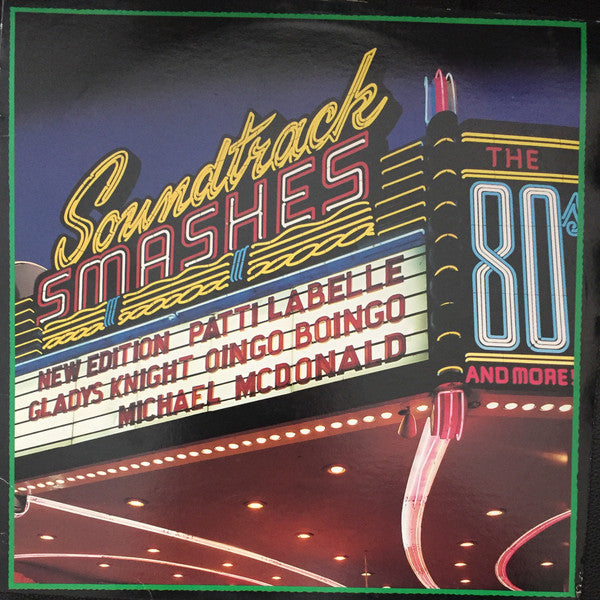 Soundtrack
SMASHES
NEW EDITION PATTI LABELLE
GLADYS KNIGHT OINGO BOINGO
MICHAEL MCDONALD
THE
80's
AND MORE!